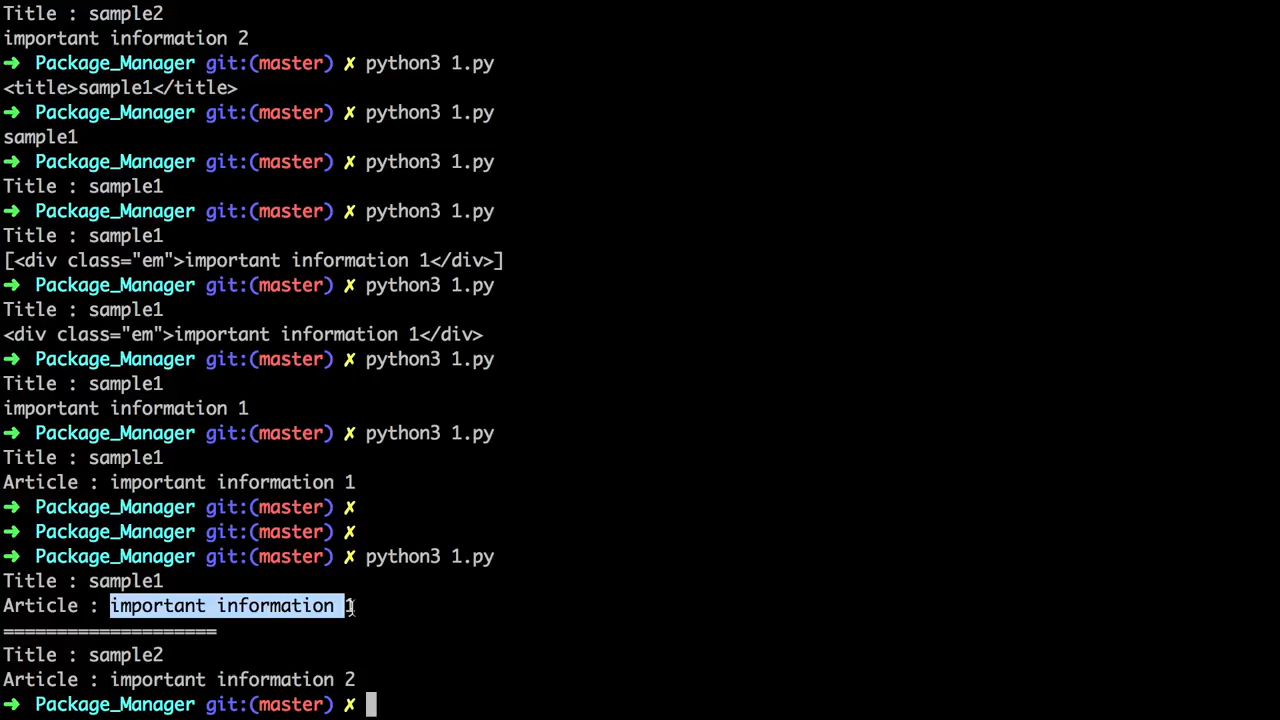 Title : sample2
important information 2
➜ Package_Manager git:(master) ✗ python3 1.py
<title>sample1</title>
➜ Package_Manager git:(master) ✗ python3 1.py
sample1
➜ Package_Manager git:(master) ✗ python3 1.py
Title : sample1
➜ Package_Manager git:(master) ✗ python3 1.py
Title : sample1
[<div class="em">important information 1</div>]
➜ Package_Manager git:(master) ✗ python3 1.py
Title : sample1
<div class="em">important information 1</div>
➜ Package_Manager git:(master) ✗ python3 1.py
Title : sample1
important information 1
➜ Package_Manager git:(master) ✗ python3 1.py
Title : sample1
Article : important information 1
➜ Package_Manager git:(master) ✗
➜ Package_Manager git:(master) ✗
➜ Package_Manager git:(master) ✗ python3 1.py
Title : sample1
Article : important information 1
====================
Title : sample2
Article : important information 2
➜ Package_Manager git:(master) ✗